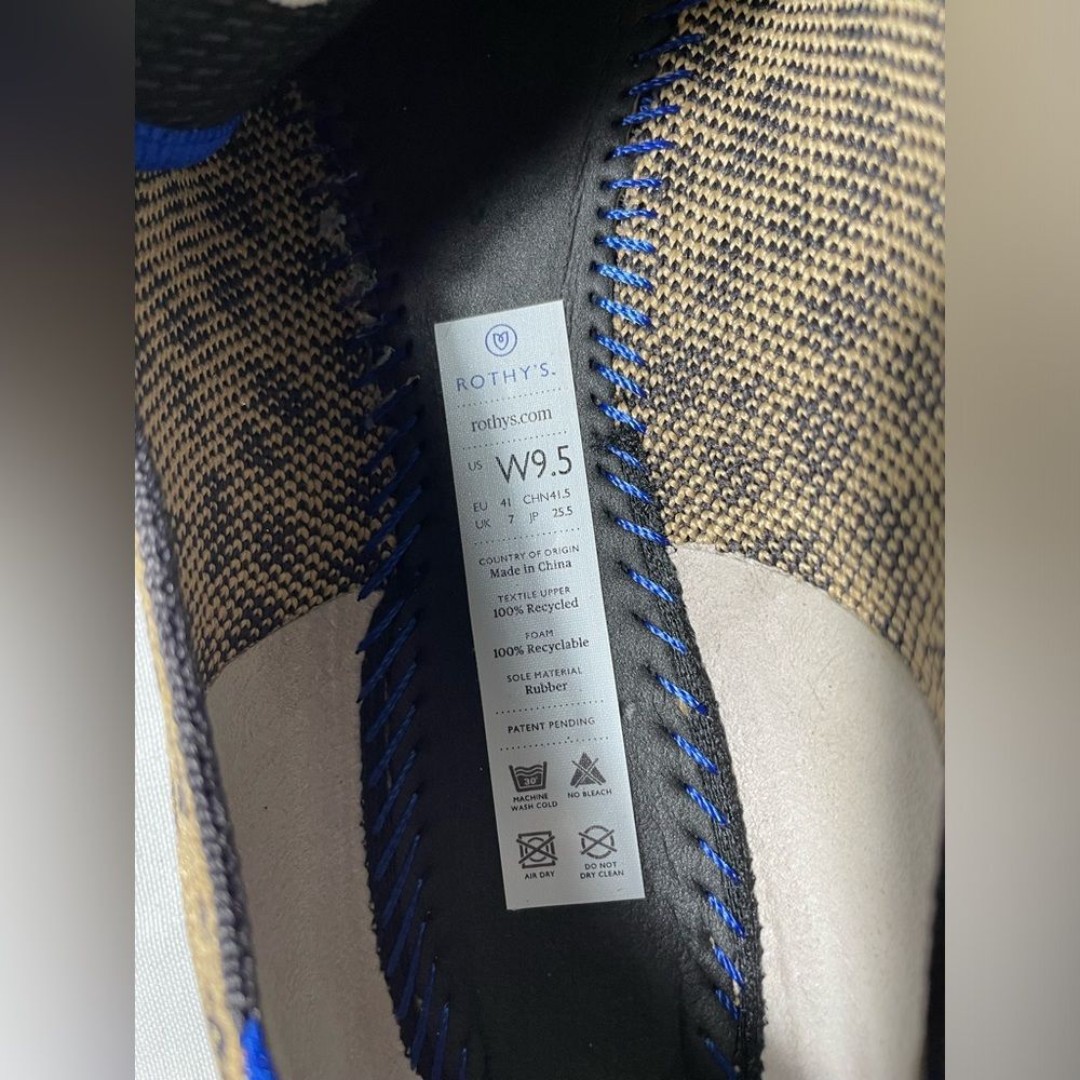 ROTHY'S.
rothys.com
US W9.5
EU 41 CHN41.5
UK 7 JP 25.5
COUNTRY OF ORIGIN
Made in China
TEXTILE UPPER
100% Recycled
FOAM
100% Recyclable
SOLE MATERIAL
Rubber
PATENT PENDING
30°
MACHINE
WASH COLD
NO BLEACH
AIR DRY
DO NOT
DRY CLEAN